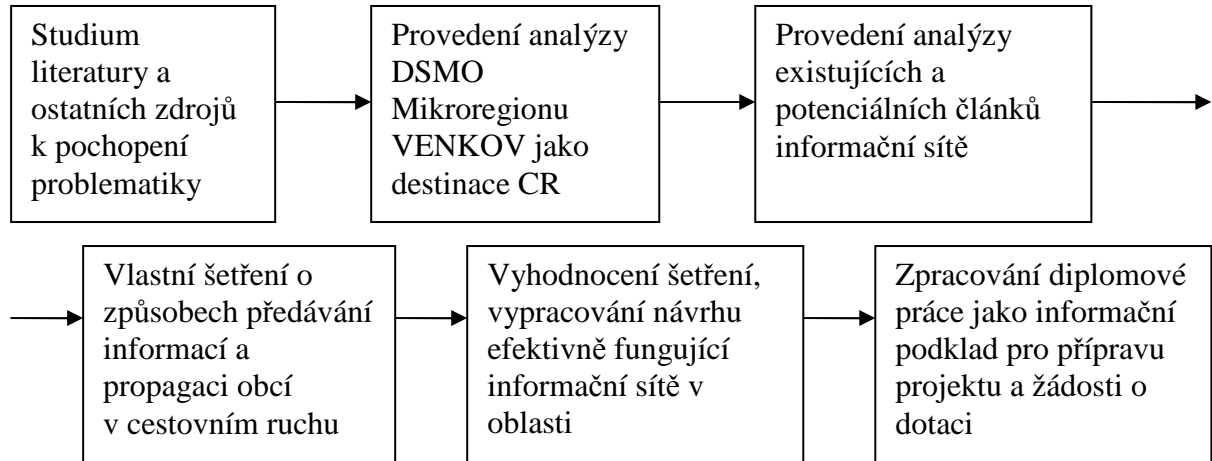 Studium
literatury a
ostatních zdrojů
k pochopení
problematiky
Provedení analýzy
DSMO
Mikroregionu
VENKOV jako
destinace CR
Provedení analýzy
existujících a
potenciálních článků
informační sítě
Vlastní šetření o
způsobech předávání
informací a
propagaci obcí
v cestovním ruchu
Vyhodnocení šetření,
vypracování návrhu
efektivně fungující
informační sítě v
oblasti
Zpracování diplomové
práce jako informační
podklad pro přípravu
projektu a žádosti o
dotaci